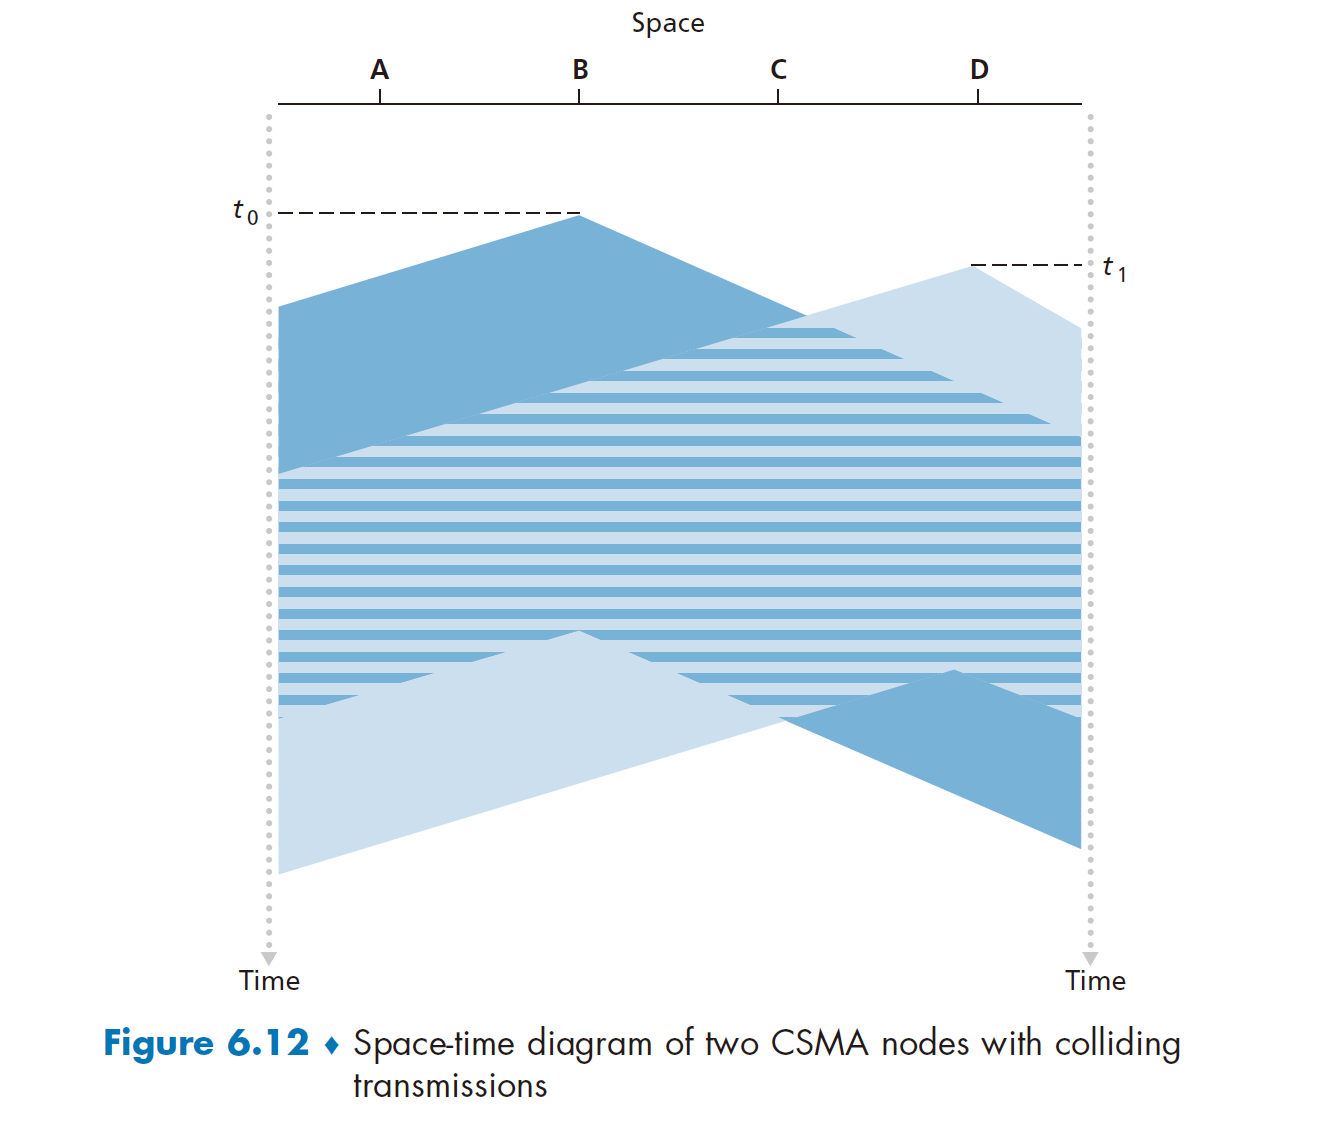 Space
A B C D
t0
t1
Time Time
Figure 6.12 ♦ Space-time diagram of two CSMA nodes with colliding
transmissions